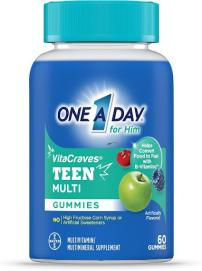 ONE A DAY®
1
for Him
VitaCraves®
TEEN
MULTI
GUMMIES
Helps
Convert
Food to Fuel
with
B-Vitamins*
NO High Fructose Corn Syrup or
Artificial Sweeteners
Artificially
Flavored
BAYER
MULTIVITAMIN/
MULTIMINERAL SUPPLEMENT
60
GUMMIES